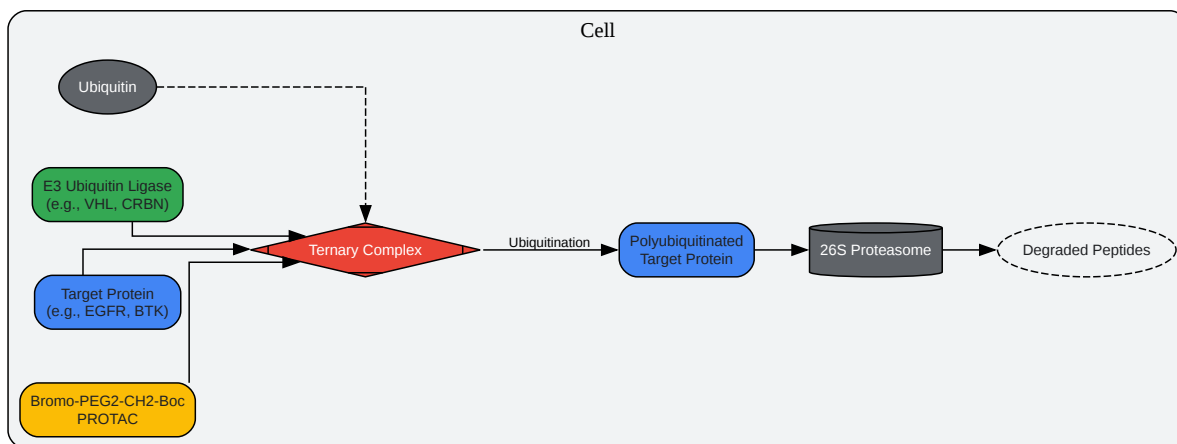 Cell
Ubiquitin
E3 Ubiquitin Ligase
(e.g., VHL, CRBN)
Target Protein
(e.g., EGFR, BTK)
Bromo-PEG2-CH2-Boc
PROTAC
Ternary Complex
Ubiquitination
Polyubiquitinated
Target Protein
26S Proteasome
Degraded Peptides